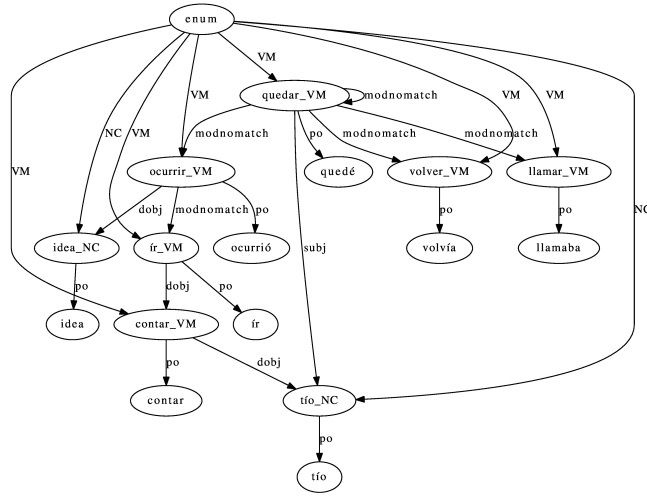 enum
VM
quedar_VM
modnomatch
VM
NC
VM
VM
VM
modnomatch
po
modnomatch
modnomatch
VM
ocurrir_VM
quedé
volver_VM
llamar_VM
dobj
modnomatch
po
po
po
NC
idea_NC
ír_VM
ocurrió
subj
volvía
llamaba
po
dobj
po
idea
contar_VM
ír
po
dobj
contar
tío_NC
po
tío